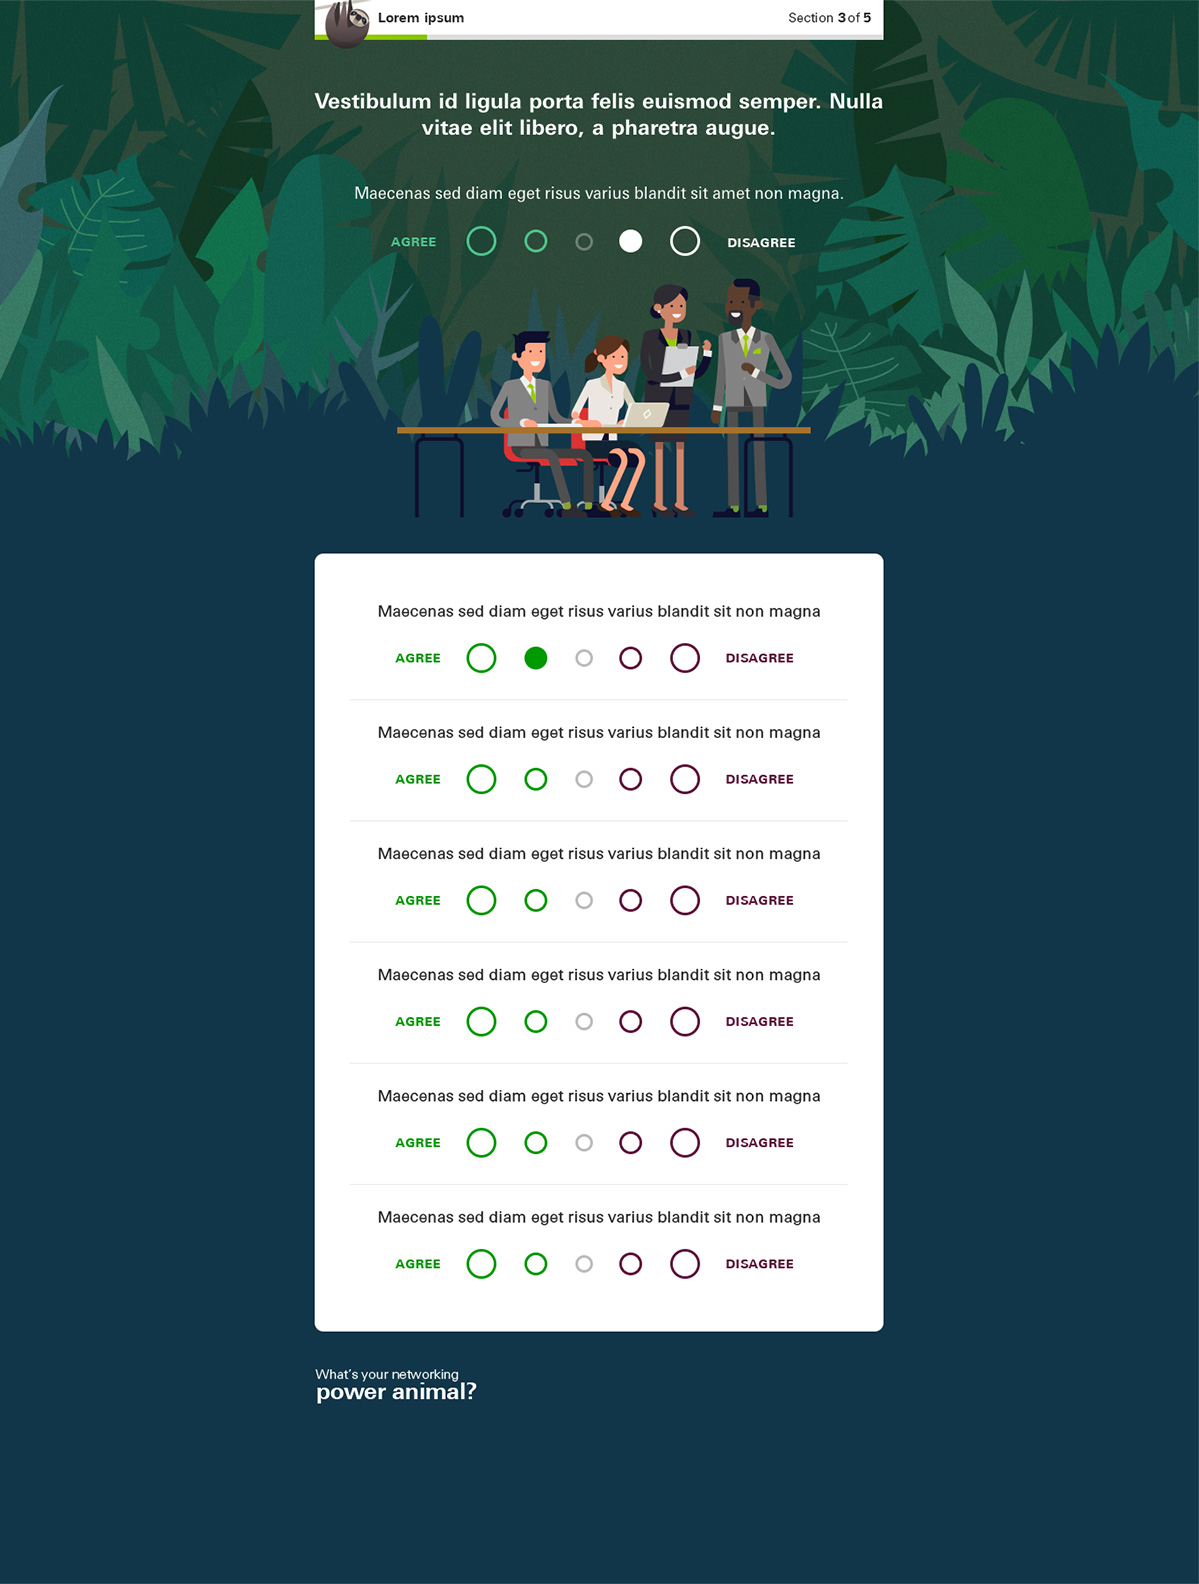 Lorem ipsum
Section 3 of 5
Vestibulum id ligula porta felis euismod semper. Nulla
vitae elit libero, a pharetra augue.
Maecenas sed diam eget risus varius blandit sit amet non magna.
AGREE DISAGREE
Maecenas sed diam eget risus varius blandit sit non magna
AGREE DISAGREE
Maecenas sed diam eget risus varius blandit sit non magna
AGREE DISAGREE
Maecenas sed diam eget risus varius blandit sit non magna
AGREE DISAGREE
Maecenas sed diam eget risus varius blandit sit non magna
AGREE DISAGREE
Maecenas sed diam eget risus varius blandit sit non magna
AGREE DISAGREE
Maecenas sed diam eget risus varius blandit sit non magna
AGREE DISAGREE
What's your networking
power animal?